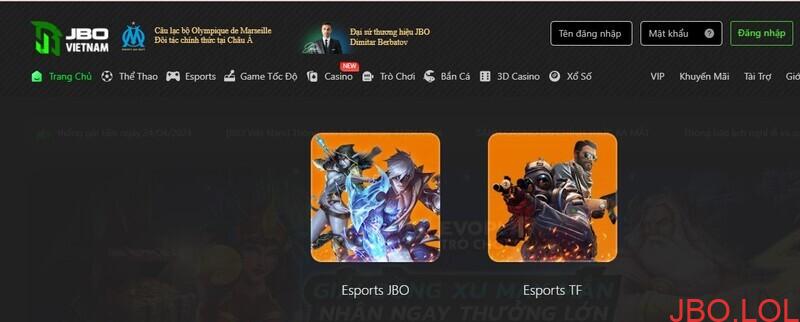 JBO
VIETNAM
Câu lạc bộ Olympique de Marseille
Đối tác chính thức tại Châu Á
Đại sứ thương hiệu JBO
Dimitar Berbatov
Tên đăng nhập
Mật khẩu
?
Đăng nhập
Trang Chủ
Thể Thao
Esports
Game Tốc Độ
NEW
Casino
Trò Chơi
Bắn Cá
3D Casino
Xổ Số
VIP
Khuyến Mãi
Tài Trợ
Giớ
Esports JBO
Esports TF
JBO.LOL